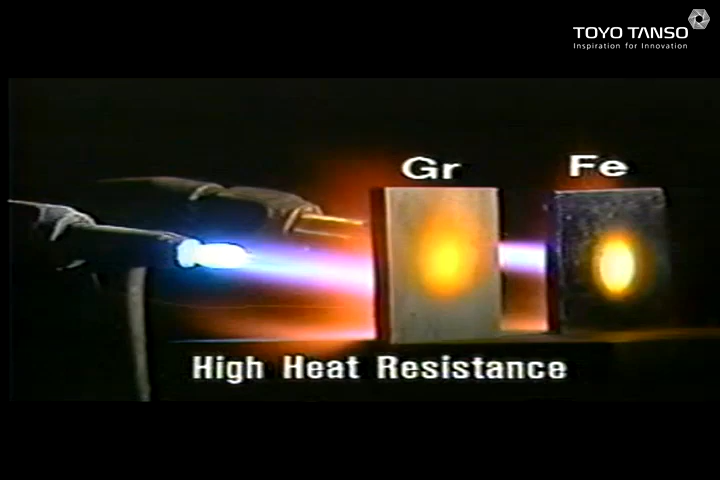 TOYO TANSO
Inspiration for Innovation
Gr Fe
High Heat Resistance